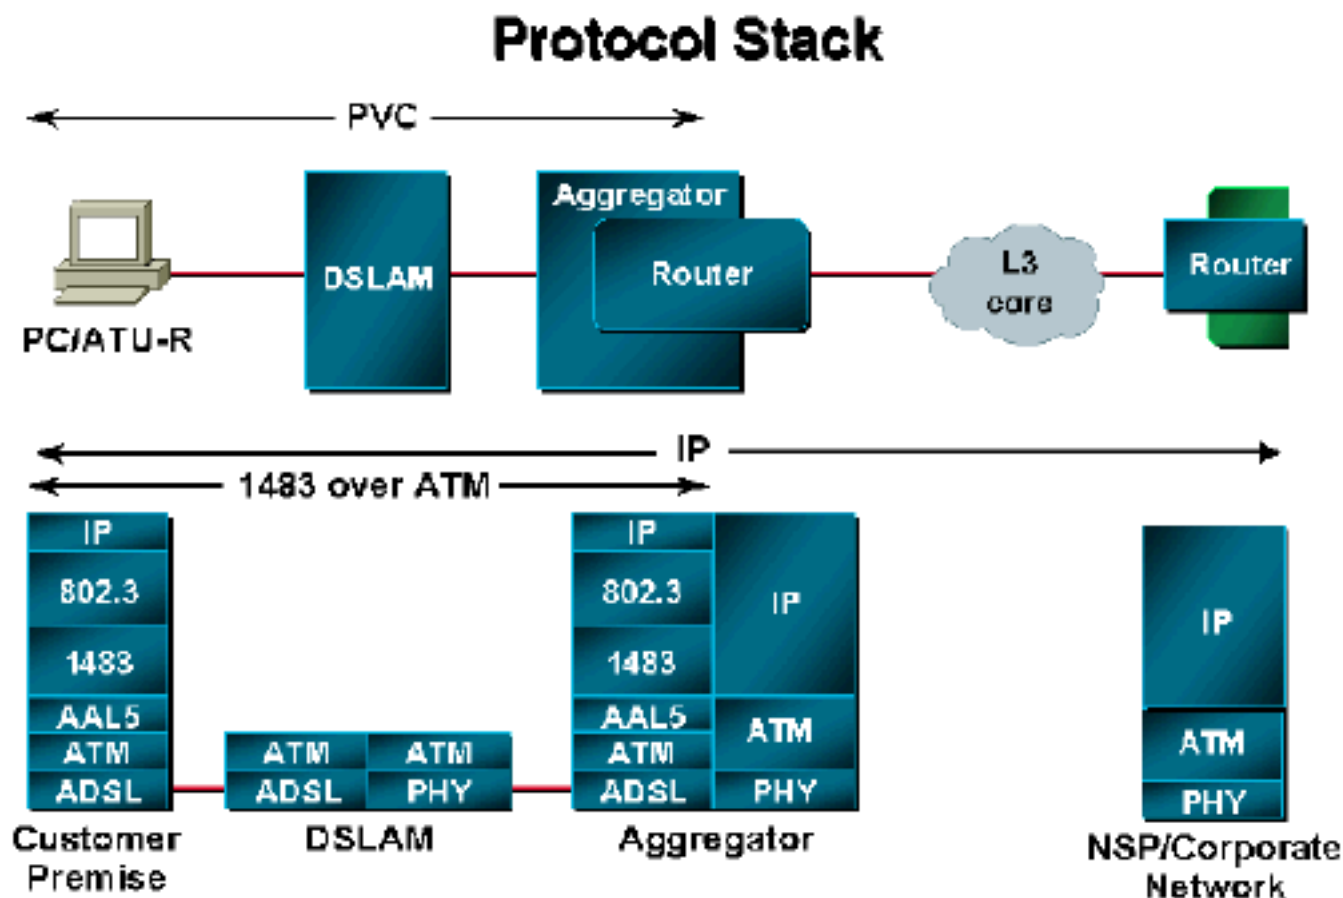 Protocol Stack
PVC
Aggregator
DSLAM
Router
L3
core
Router
PC/ATU-R
IP
1483 over ATM
IP
802.3
1483
AAL5
ATM
ADSL
ATM
ATM
ADSL
PHY
IP
802.3
1483
AAL5
ATM
ADSL
IP
ATM
PHY
IP
ATM
PHY
Customer
Premise
DSLAM
Aggregator
NSP/Corporate
Network